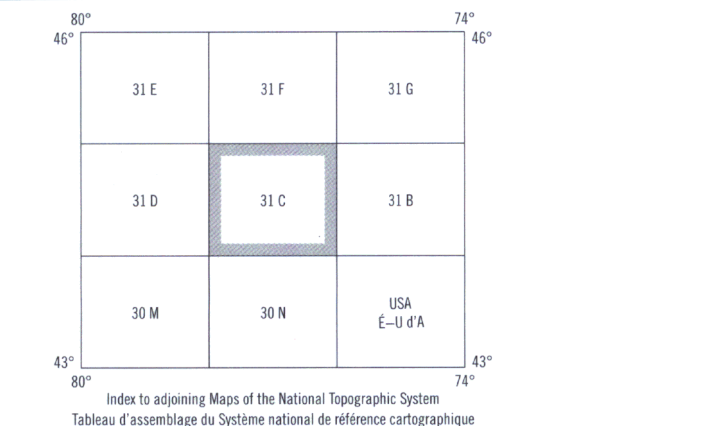 80° 74°
46° 46°
31 E 31 F 31 G
31 D 31 C 31 B
30 M 30 N USA
É–U d'A
43° 43°
80° 74°
Index to adjoining Maps of the National Topographic System
Tableau d'assemblage du Système national de référence cartographique